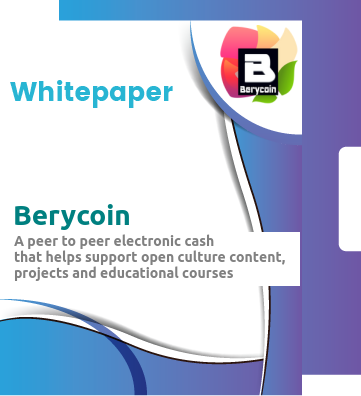 B
Berycoin
Whitepaper
Berycoin
A peer to peer electronic cash
that helps support open culture content,
projects and educational courses